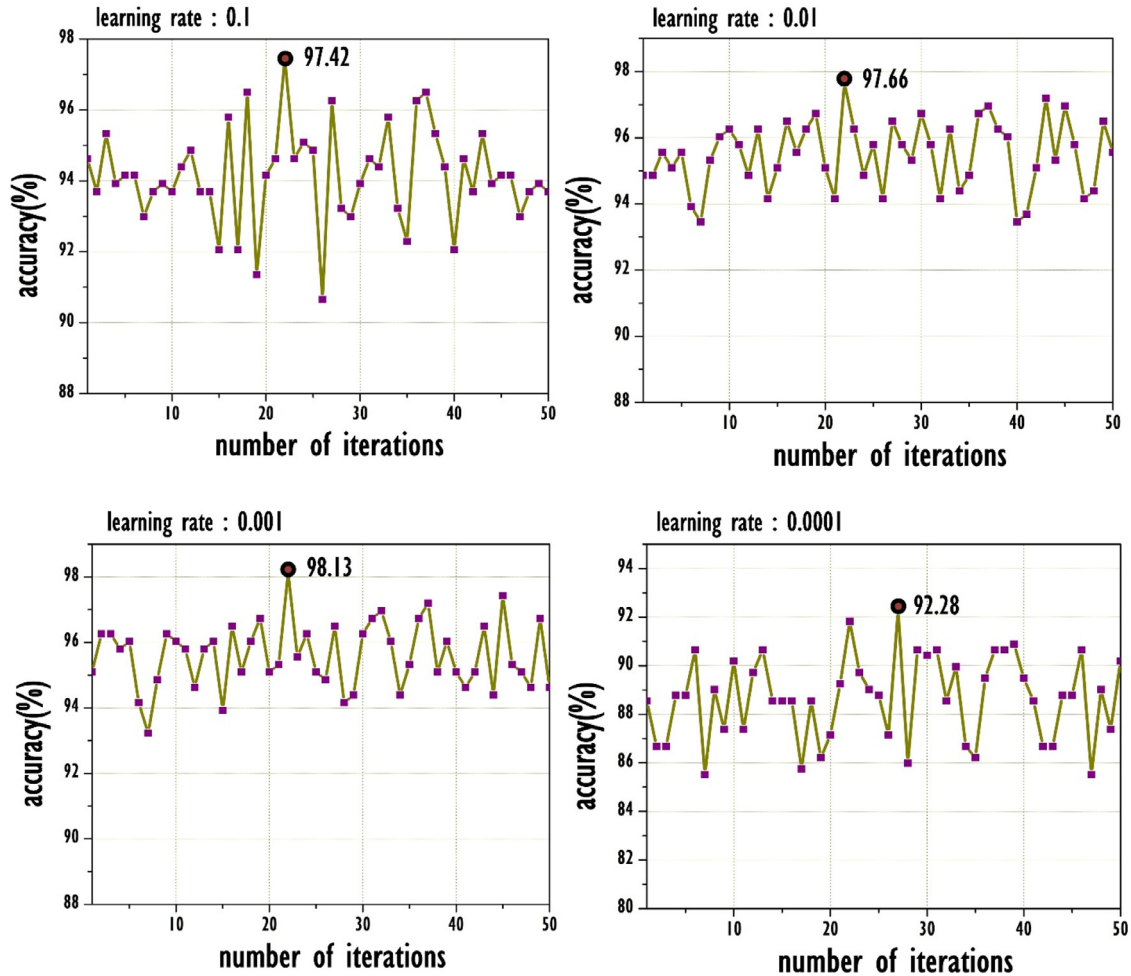 learning rate : 0.1
98
97.42
96
94
92
90
88
accuracy(%)
10 20 30 40 50
number of iterations
learning rate : 0.01
98
97.66
96
94
92
90
88
accuracy(%)
10 20 30 40 50
number of iterations
learning rate : 0.001
98
98.13
96
94
92
90
88
accuracy(%)
10 20 30 40 50
number of iterations
learning rate : 0.0001
94
92
92.28
90
88
86
84
82
80
accuracy(%)
10 20 30 40 50
number of iterations